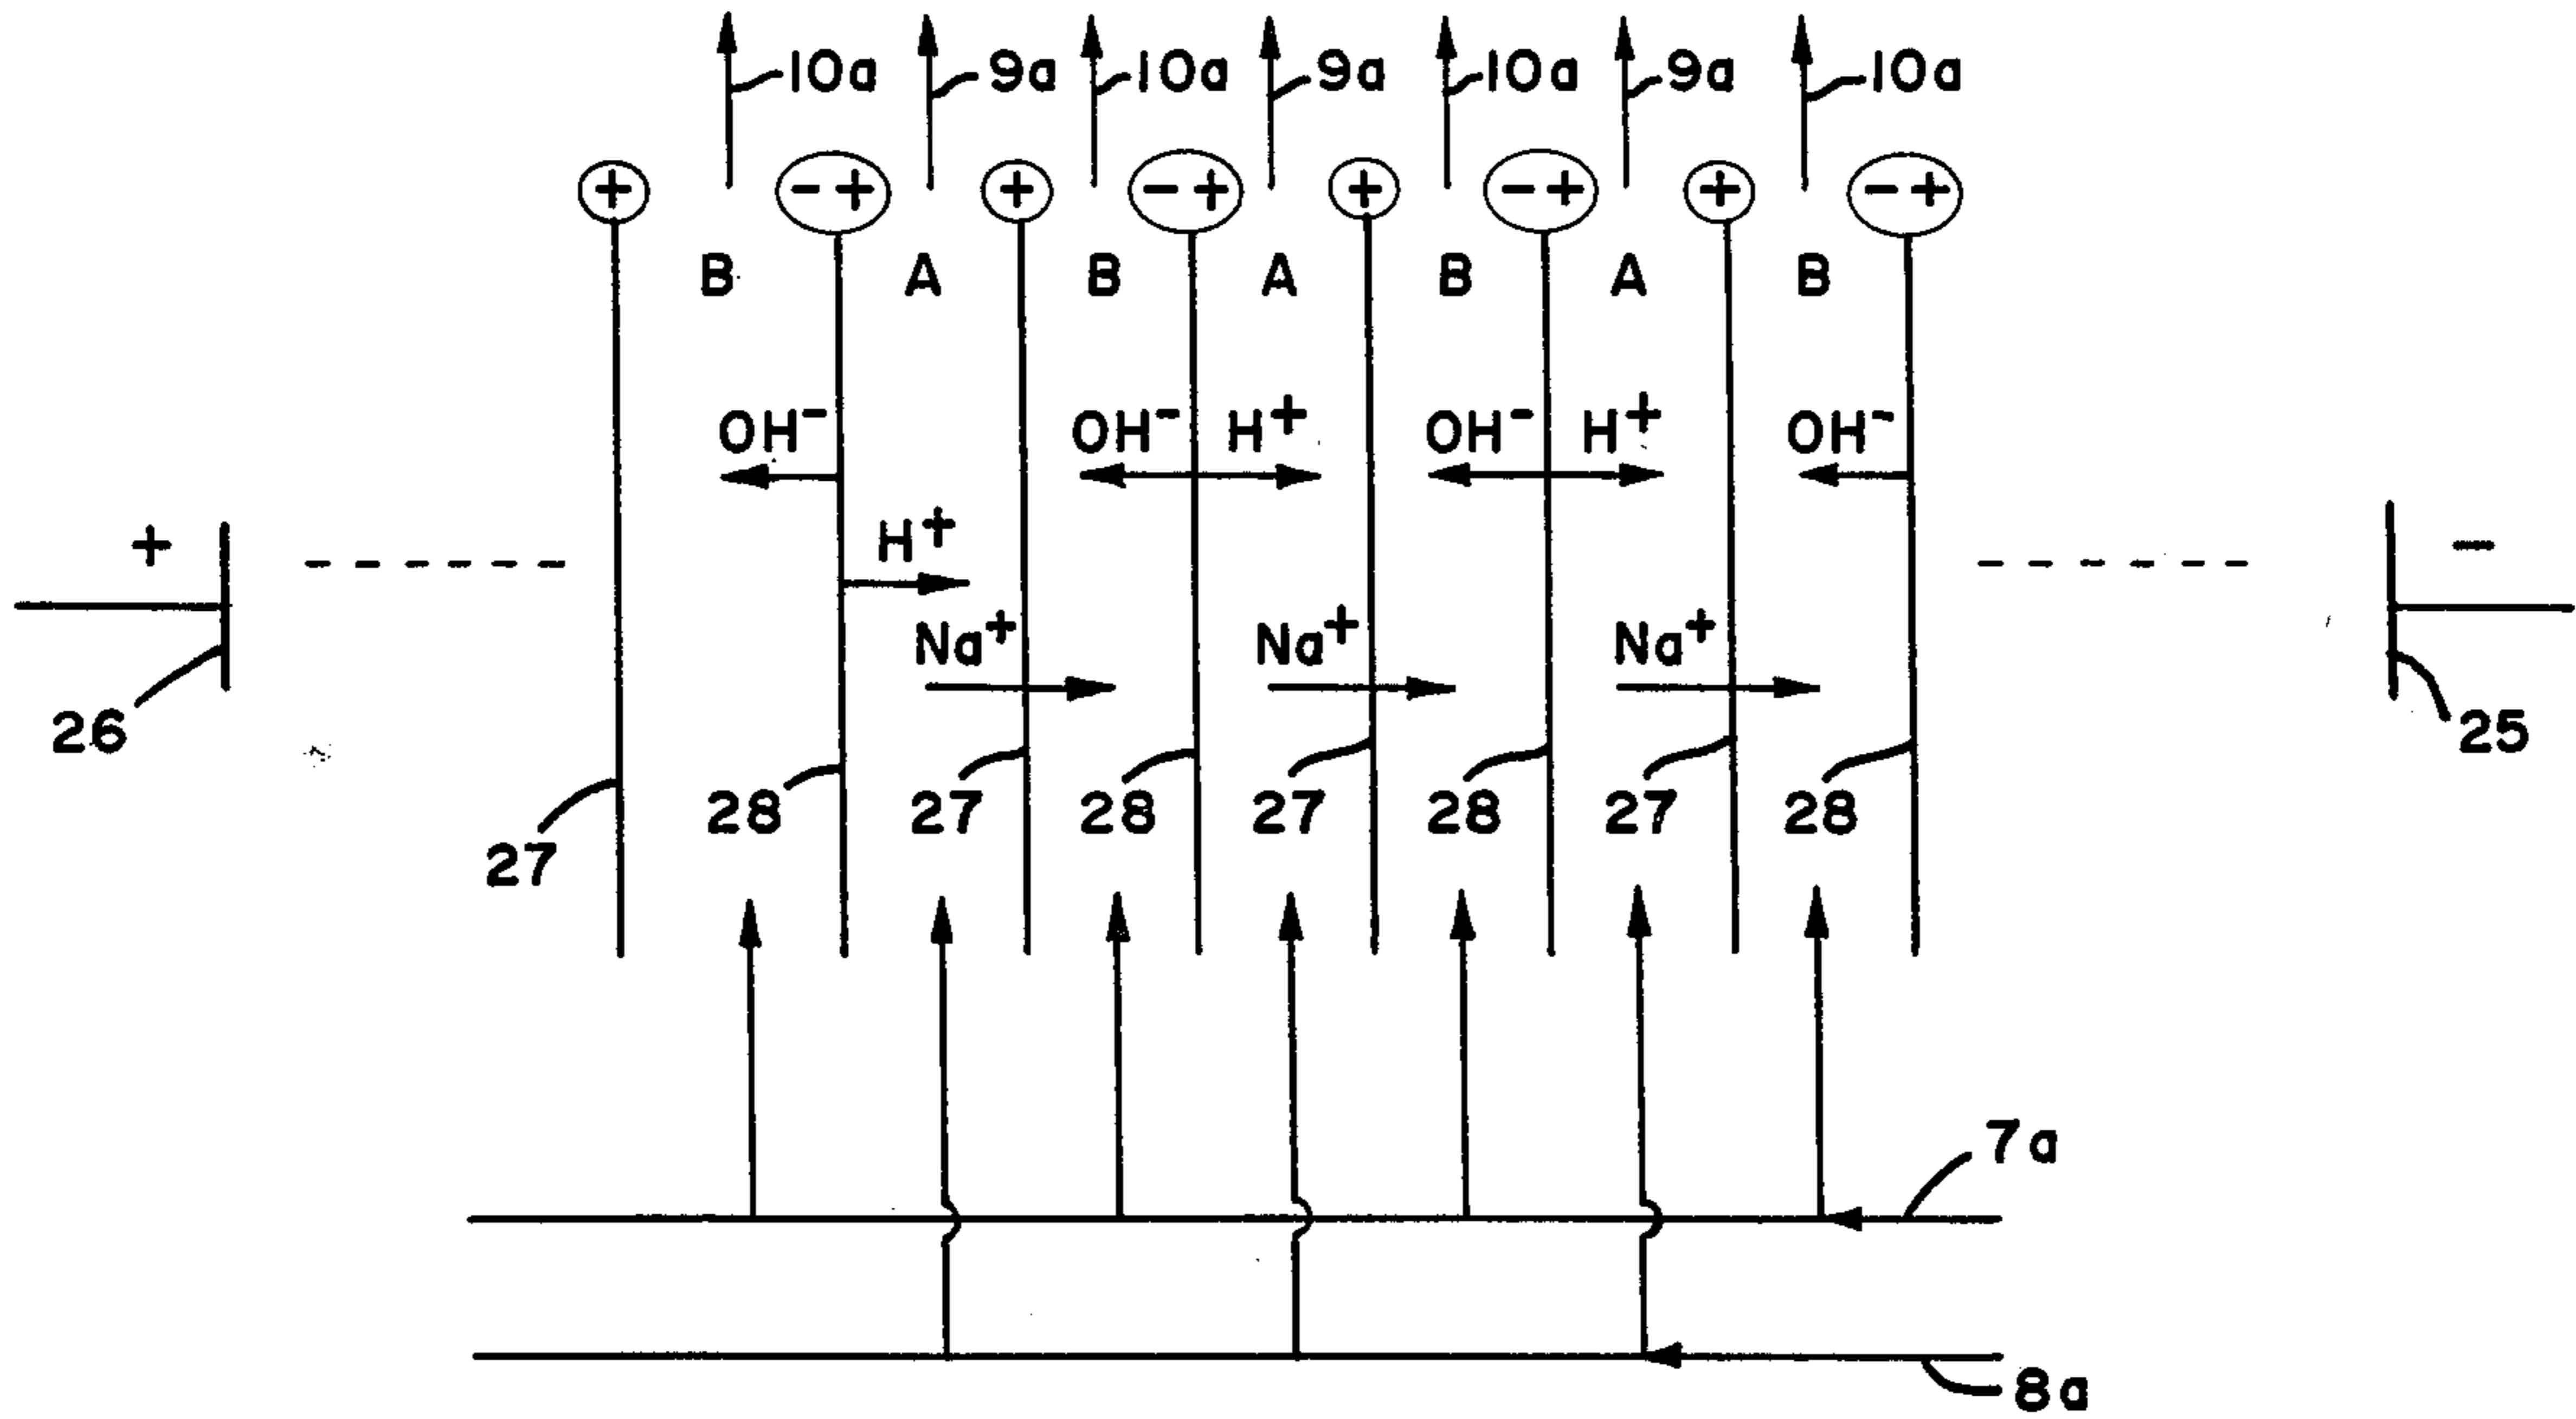 10a 9a 10a 9a 10a 9a 10a
+ -+ + -+ + -+ + -+
B A B A B A B
OH⁻ OH⁻ H⁺ OH⁻ H⁺ OH⁻
+ H⁺ -
Na⁺ Na⁺ Na⁺
26 25
28 27 28 27 28 27 28
27
7a
8a